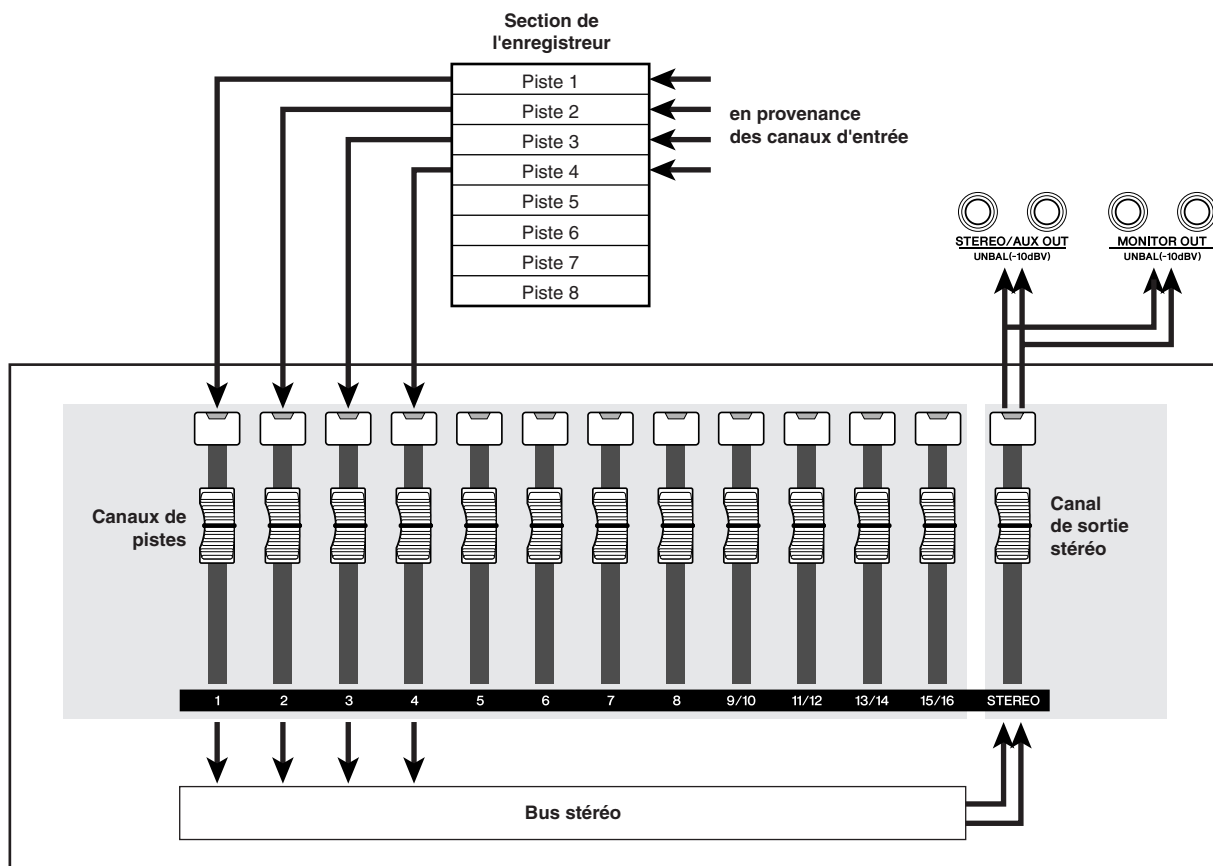 Section de
l'enregistreur
Piste 1
Piste 2
Piste 3
Piste 4
Piste 5
Piste 6
Piste 7
Piste 8
en provenance
des canaux d'entrée
STEREO/AUX OUT
UNBAL(-10dBV)
MONITOR OUT
UNBAL(-10dBV)
Canaux de
pistes
Canal
de sortie
stéréo
1 2 3 4 5 6 7 8 9/10 11/12 13/14 15/16 STEREO
Bus stéréo